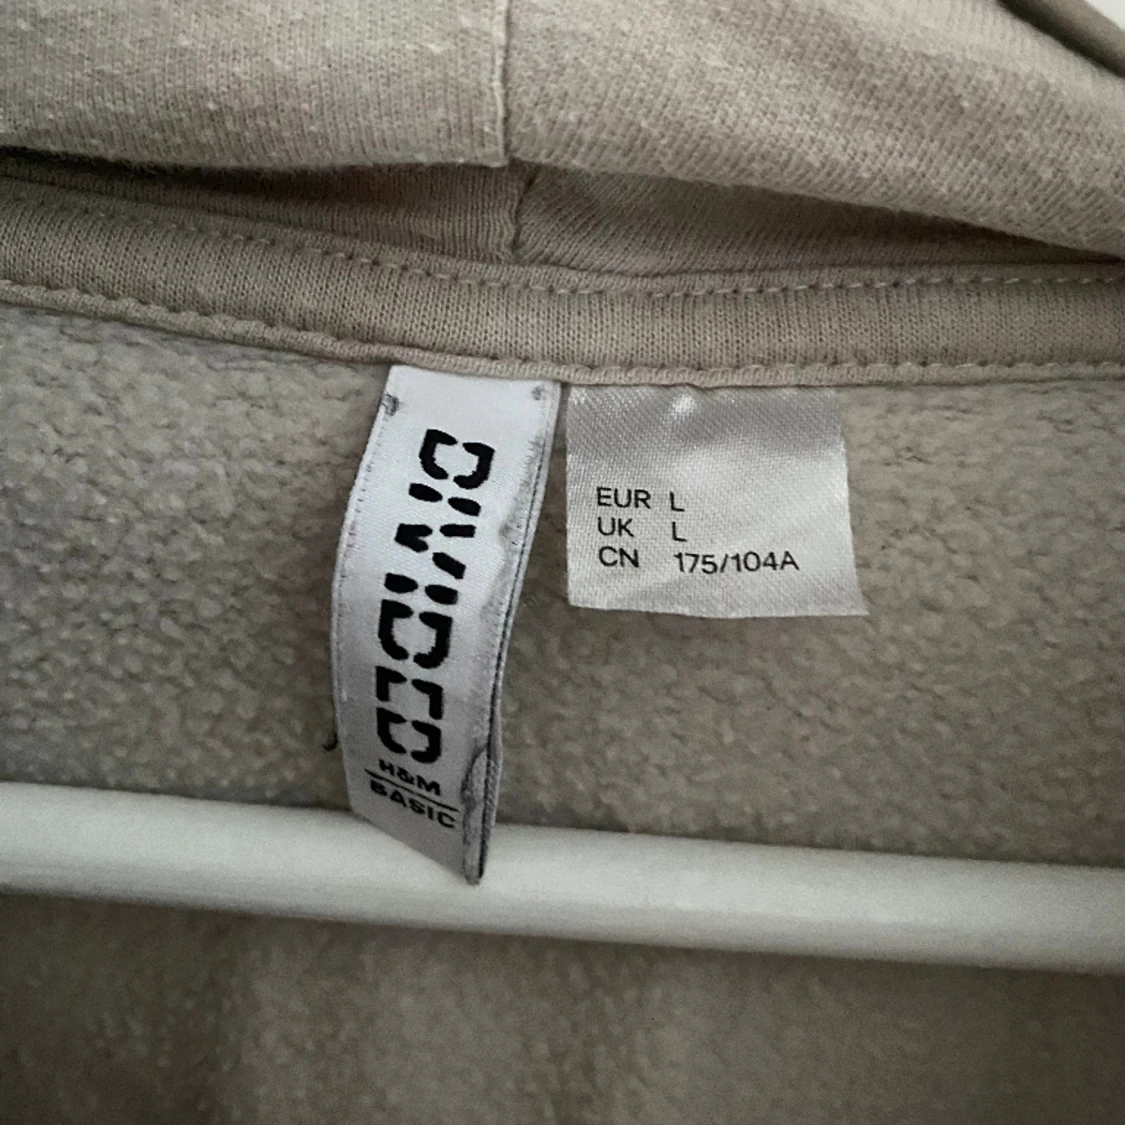 DIVIDED
H&M
BASIC
EUR L
UK L
CN 175/104A